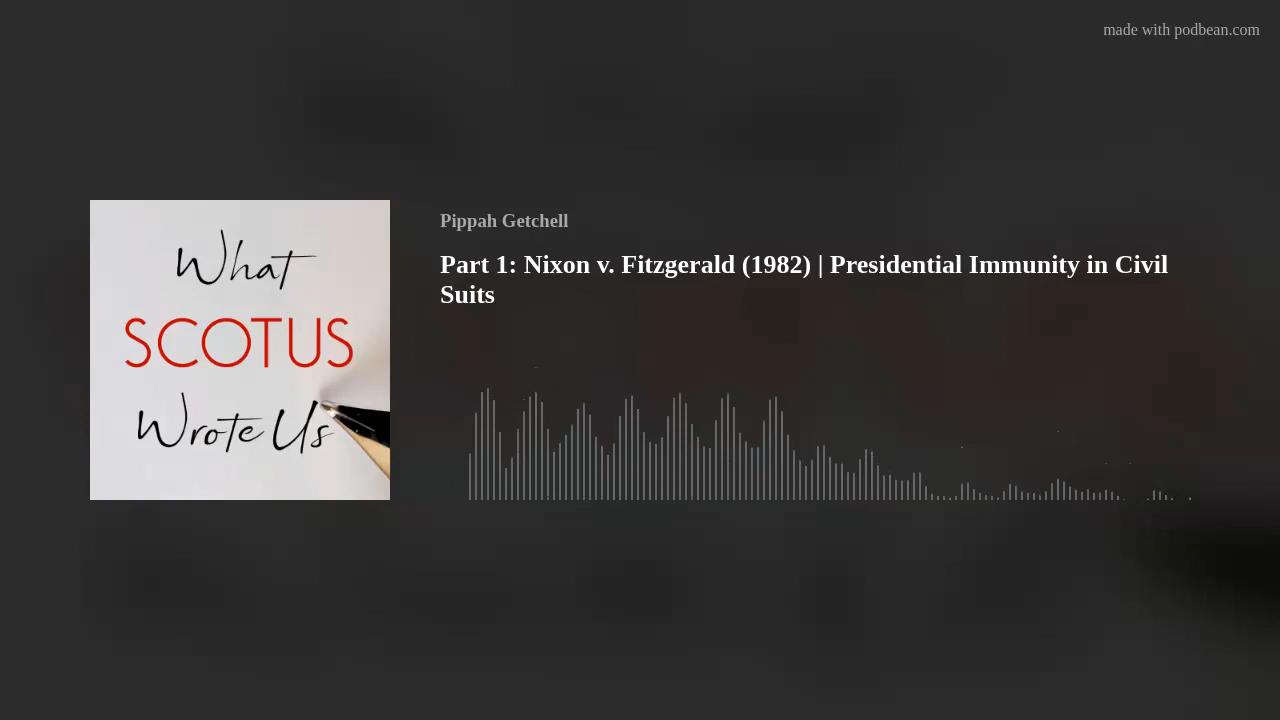 made with podbean.com
What
SCOTUS
Wrote Us
Pippah Getchell
Part 1: Nixon v. Fitzgerald (1982) | Presidential Immunity in Civil
Suits